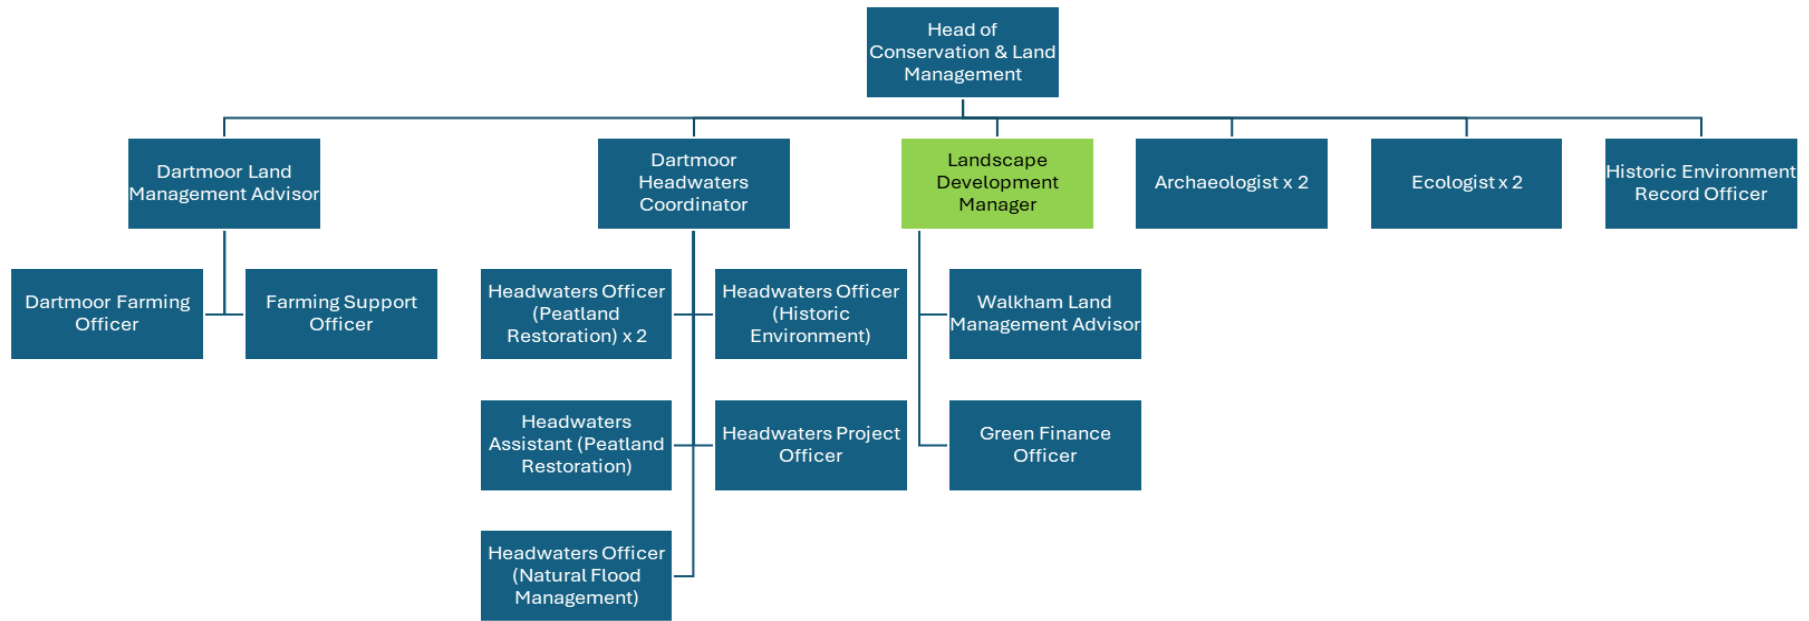 Head of
Conservation & Land
Management
Dartmoor Land
Management Advisor
Dartmoor
Headwaters
Coordinator
Landscape
Development
Manager
Archaeologist x 2
Ecologist x 2
Historic Environment
Record Officer
Dartmoor Farming
Officer
Farming Support
Officer
Headwaters Officer
(Peatland
Restoration) x 2
Headwaters Officer
(Historic
Environment)
Walkham Land
Management Advisor
Headwaters
Assistant (Peatland
Restoration)
Headwaters Project
Officer
Green Finance
Officer
Headwaters Officer
(Natural Flood
Management)